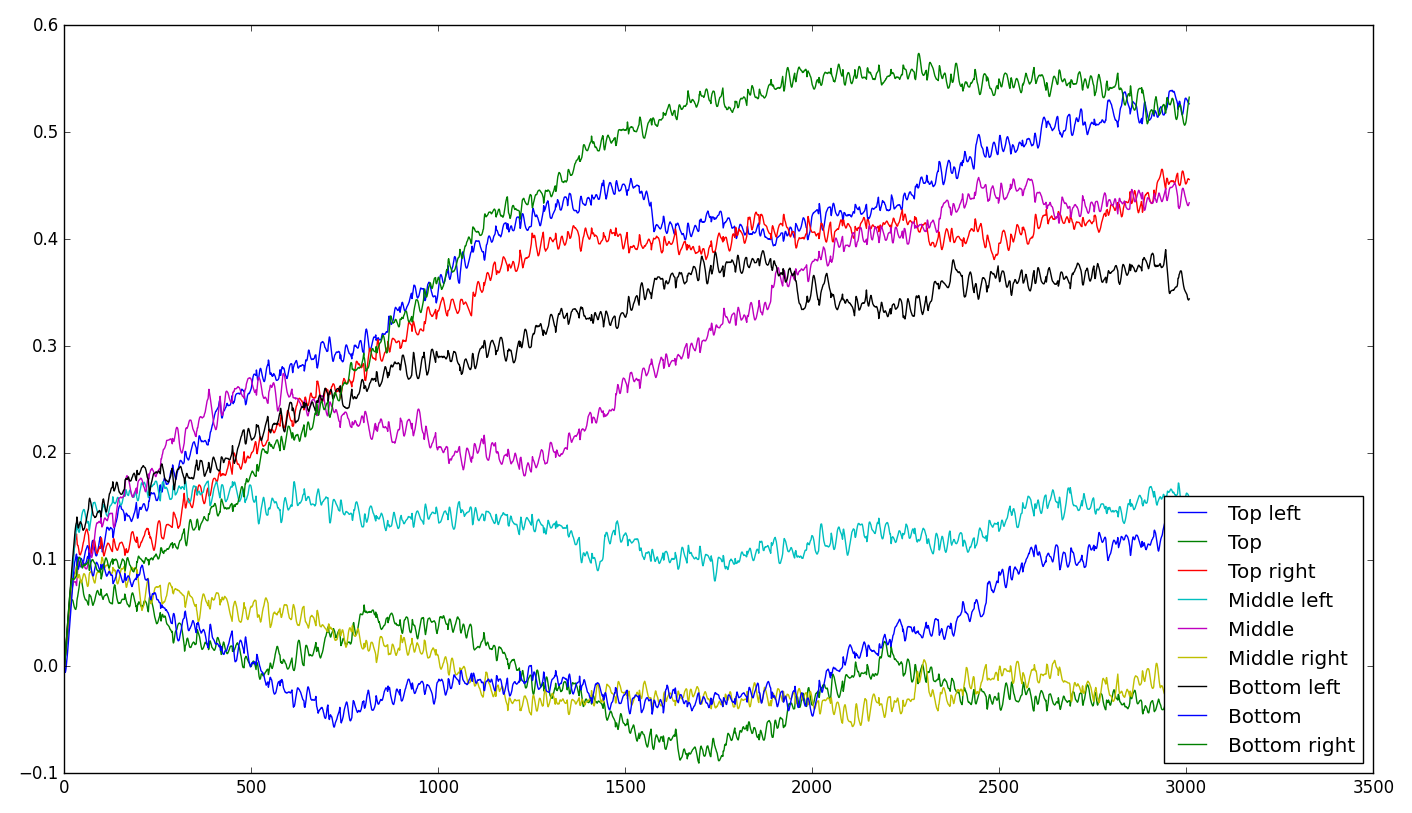 0.6
0.5
0.4
0.3
0.2
0.1
0.0
−0.1
0 500 1000 1500 2000 2500 3000 3500
Top left
Top
Top right
Middle left
Middle
Middle right
Bottom left
Bottom
Bottom right